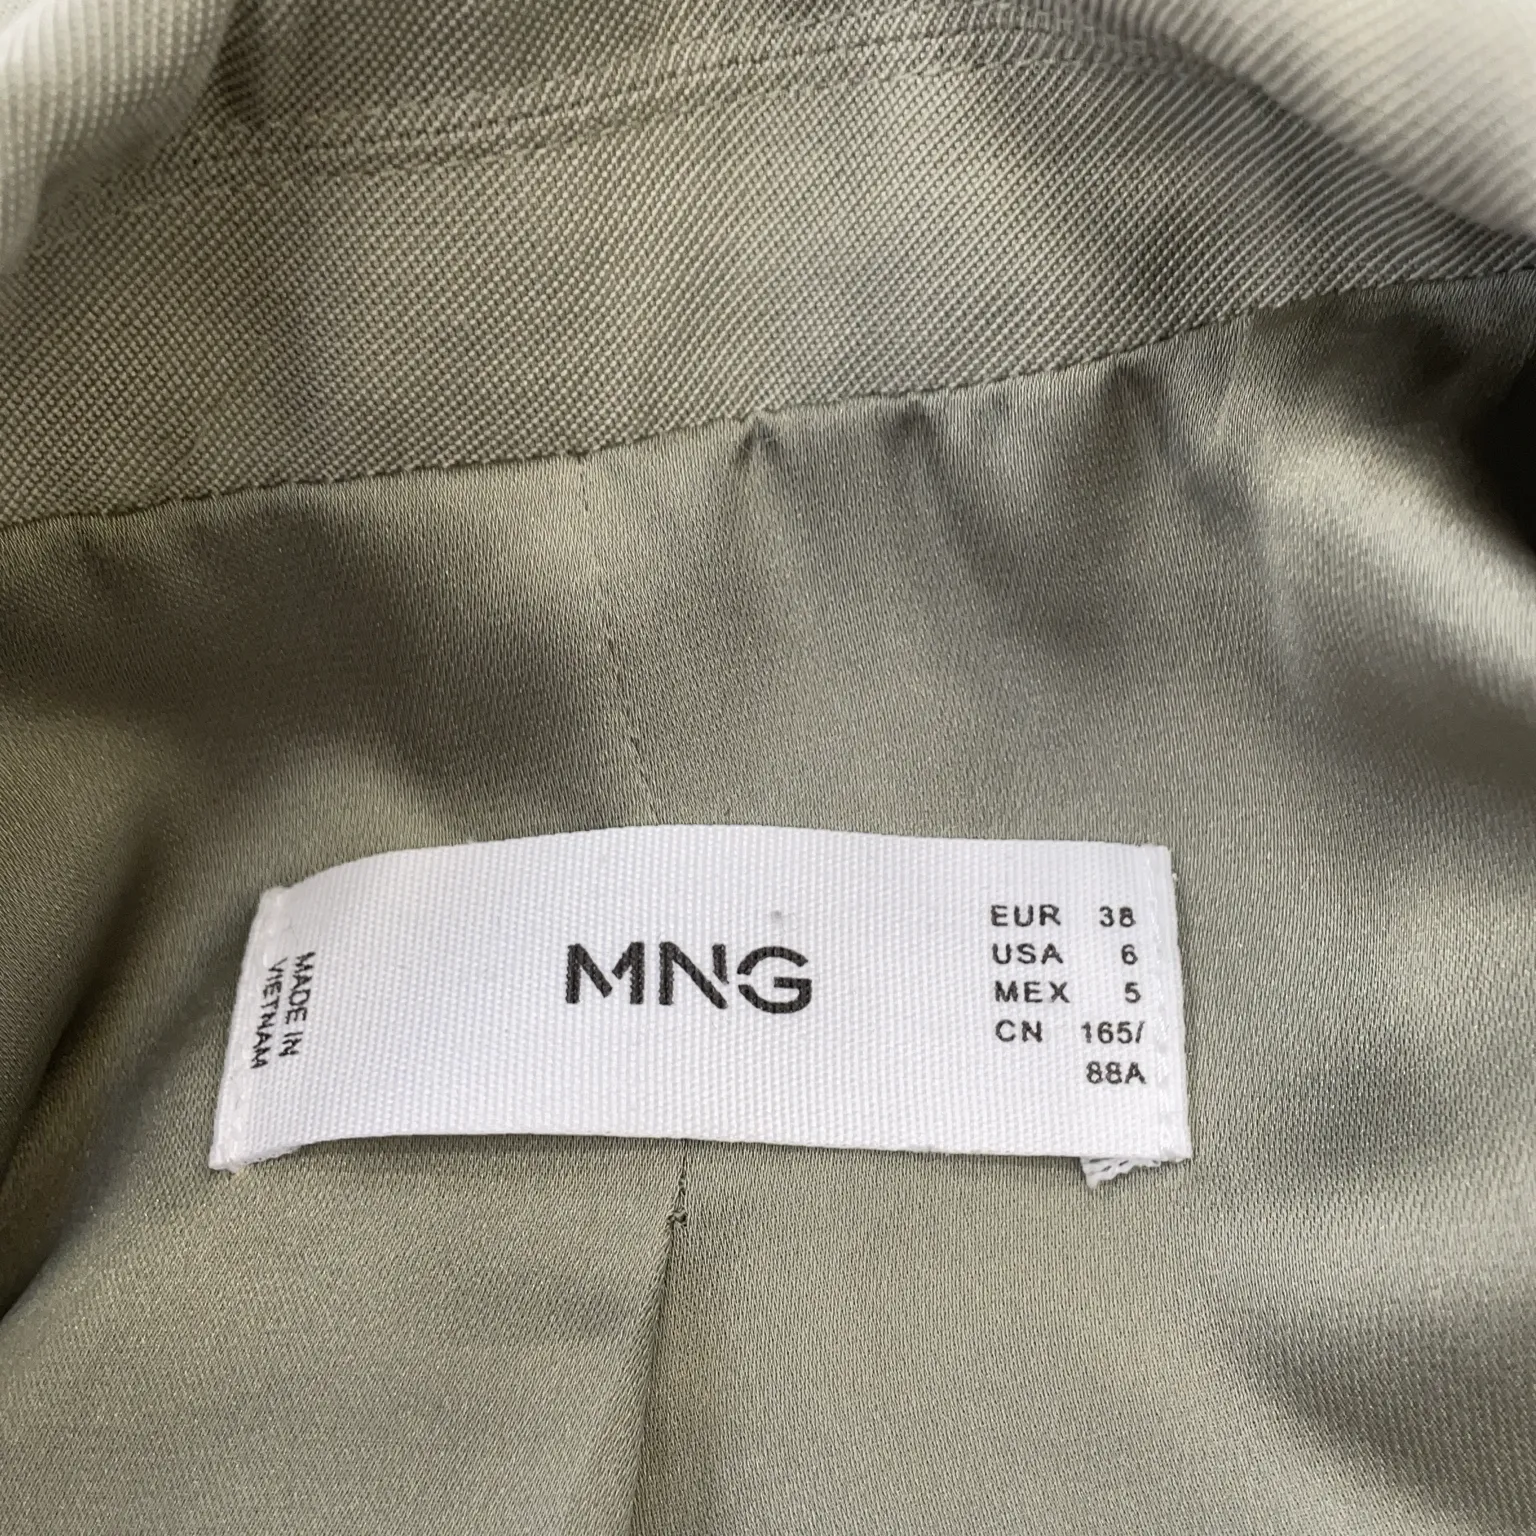 MADE IN
VIETNAM
MNG
EUR 38
USA 6
MEX 5
CN 165/
88A